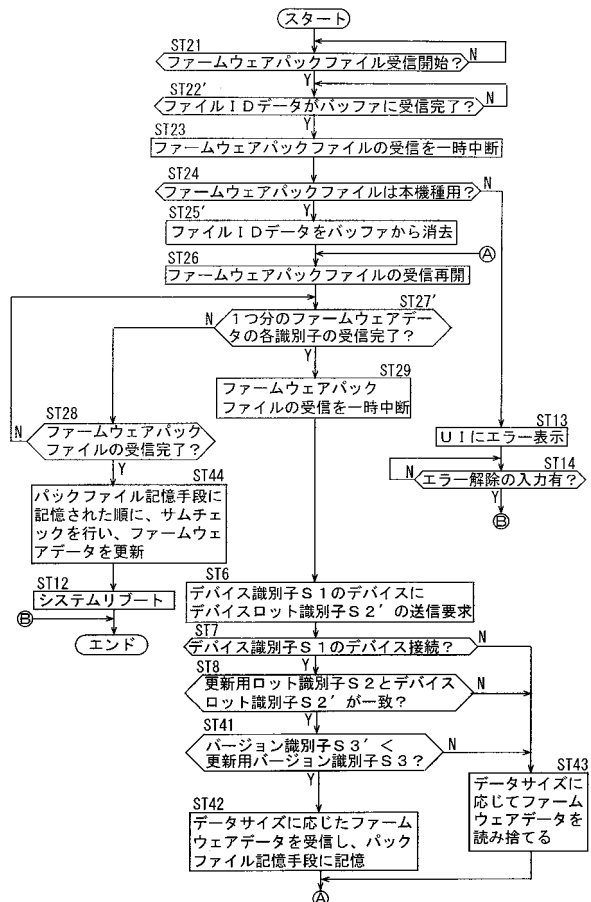 スタート
ST21
ファームウェアパックファイル受信開始?
N
Y
ST22′
ファイルIDデータがバッファに受信完了?
N
Y
ST23
ファームウェアパックファイルの受信を一時中断
ST24
ファームウェアパックファイルは本機種用?
N
Y
ST25′
ファイルIDデータをバッファから消去
A
ST26
ファームウェアパックファイルの受信再開
ST27′
1つ分のファームウェアデー
タの各識別子の受信完了?
N
Y
ST29
ファームウェアパック
ファイルの受信を一時中断
ST28
ファームウェアパック
ファイルの受信完了?
N
Y
ST13
UIにエラー表示
ST14
エラー解除の入力有?
N
Y
B
ST44
パックファイル記憶手段に
記憶された順に、サムチェ
ックを行い、ファームウェ
アデータを更新
ST12
システムリブート
B
エンド
ST6
デバイス識別子S1のデバイスに
デバイスロット識別子S2′の送信要求
ST7
デバイス識別子S1のデバイス接続?
N
Y
ST8
更新用ロット識別子S2とデバイス
ロット識別子S2′が一致?
N
Y
ST41
バージョン識別子S3′<
更新用バージョン識別子S3?
N
Y
ST42
データサイズに応じたファーム
ウェアデータを受信し、パック
ファイル記憶手段に記憶
ST43
データサイズに
応じてファーム
ウェアデータを
読み捨てる
A